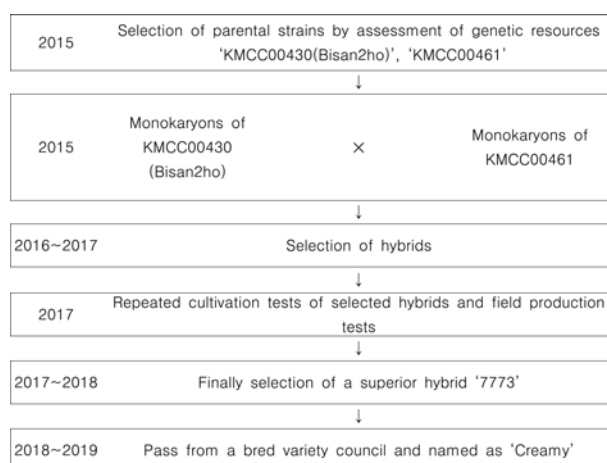 2015
Selection of parental strains by assessment of genetic resources
‘KMCC00430(Bisan2ho)’, ‘KMCC00461’
↓
2015
Monokaryons of
KMCC00430
(Bisan2ho)
×
Monokaryons of
KMCC00461
↓
2016~2017
Selection of hybrids
↓
2017
Repeated cultivation tests of selected hybrids and field production
tests
↓
2017~2018
Finally selection of a superior hybrid ‘7773’
↓
2018~2019
Pass from a bred variety council and named as ‘Creamy’